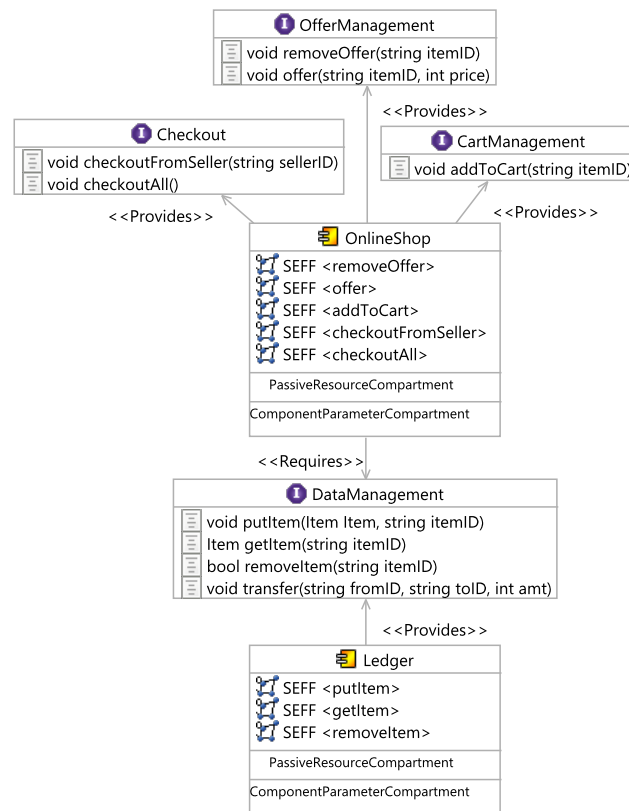 OfferManagement
void removeOffer(string itemID)
void offer(string itemID, int price)
<<Provides>>
Checkout
void checkoutFromSeller(string sellerID)
void checkoutAll()
CartManagement
void addToCart(string itemID)
<<Provides>>
<<Provides>>
OnlineShop
SEFF <removeOffer>
SEFF <offer>
SEFF <addToCart>
SEFF <checkoutFromSeller>
SEFF <checkoutAll>
PassiveResourceCompartment
ComponentParameterCompartment
<<Requires>>
DataManagement
void putItem(Item Item, string itemID)
Item getItem(string itemID)
bool removeItem(string itemID)
void transfer(string fromID, string toID, int amt)
<<Provides>>
Ledger
SEFF <putItem>
SEFF <getItem>
SEFF <removeItem>
PassiveResourceCompartment
ComponentParameterCompartment